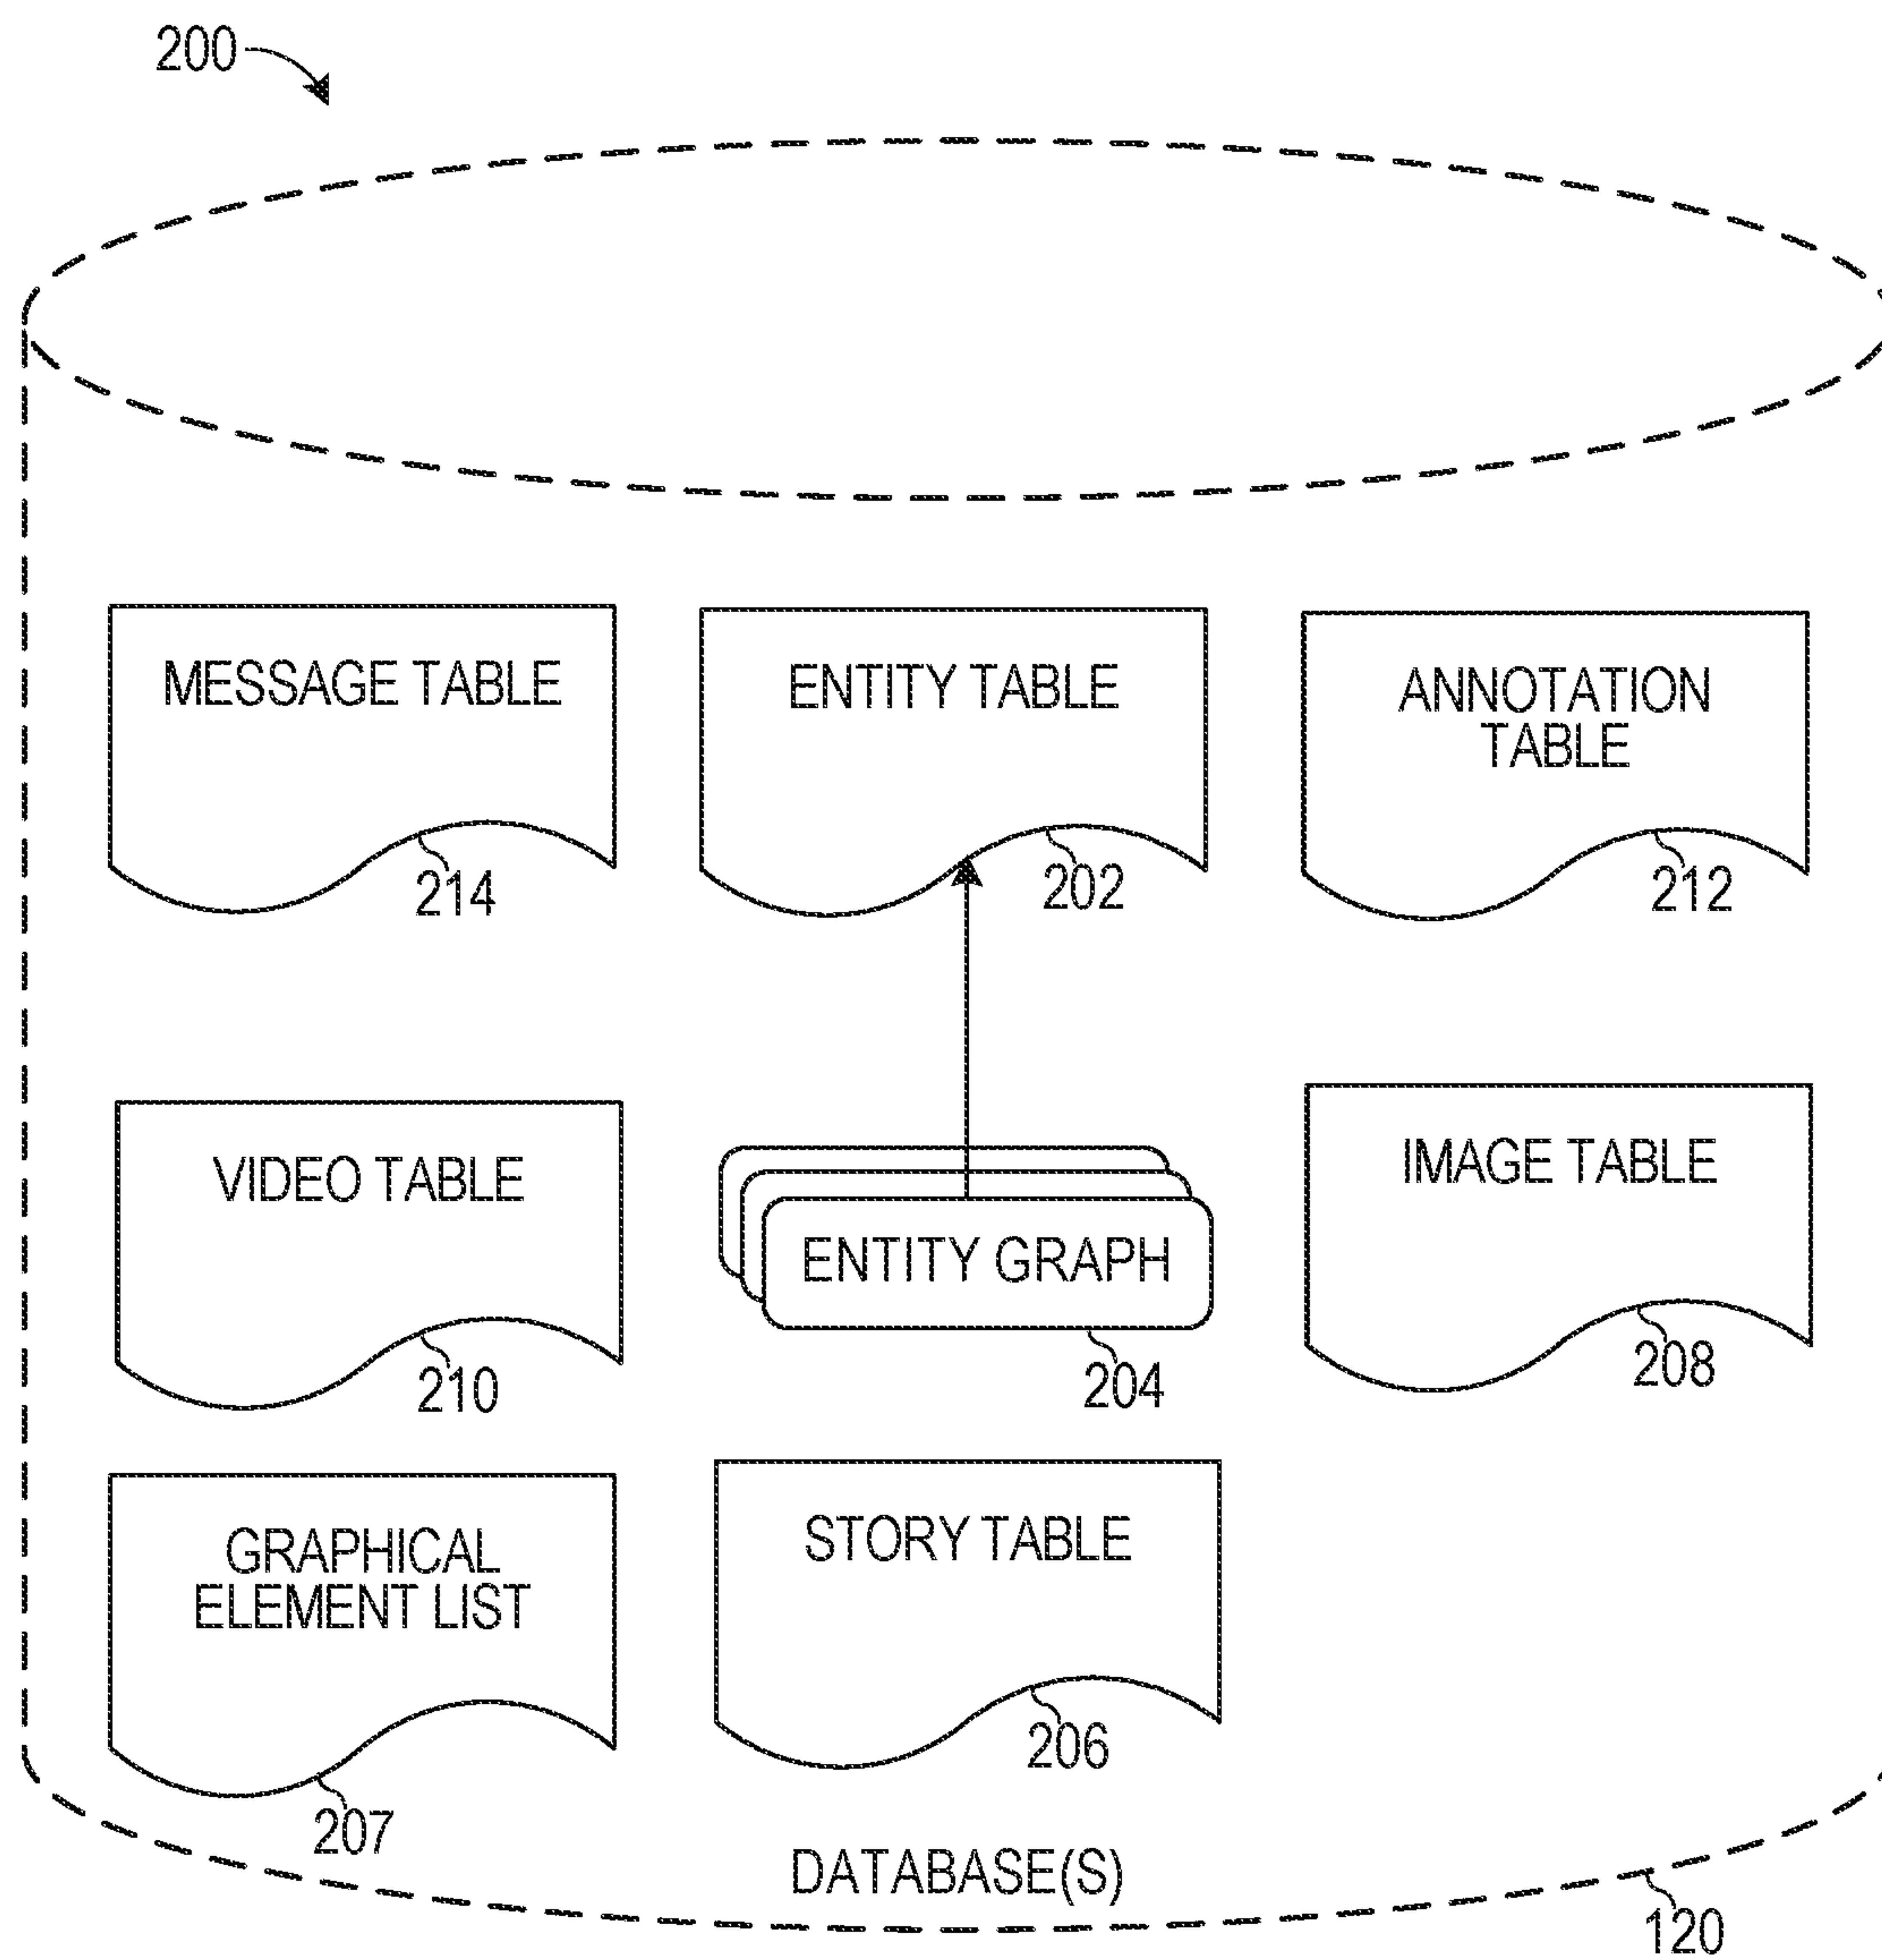 200
MESSAGE TABLE
214
ENTITY TABLE
202
ANNOTATION
TABLE
212
VIDEO TABLE
210
ENTITY GRAPH
204
IMAGE TABLE
208
GRAPHICAL
ELEMENT LIST
207
STORY TABLE
206
DATABASE(S)
120